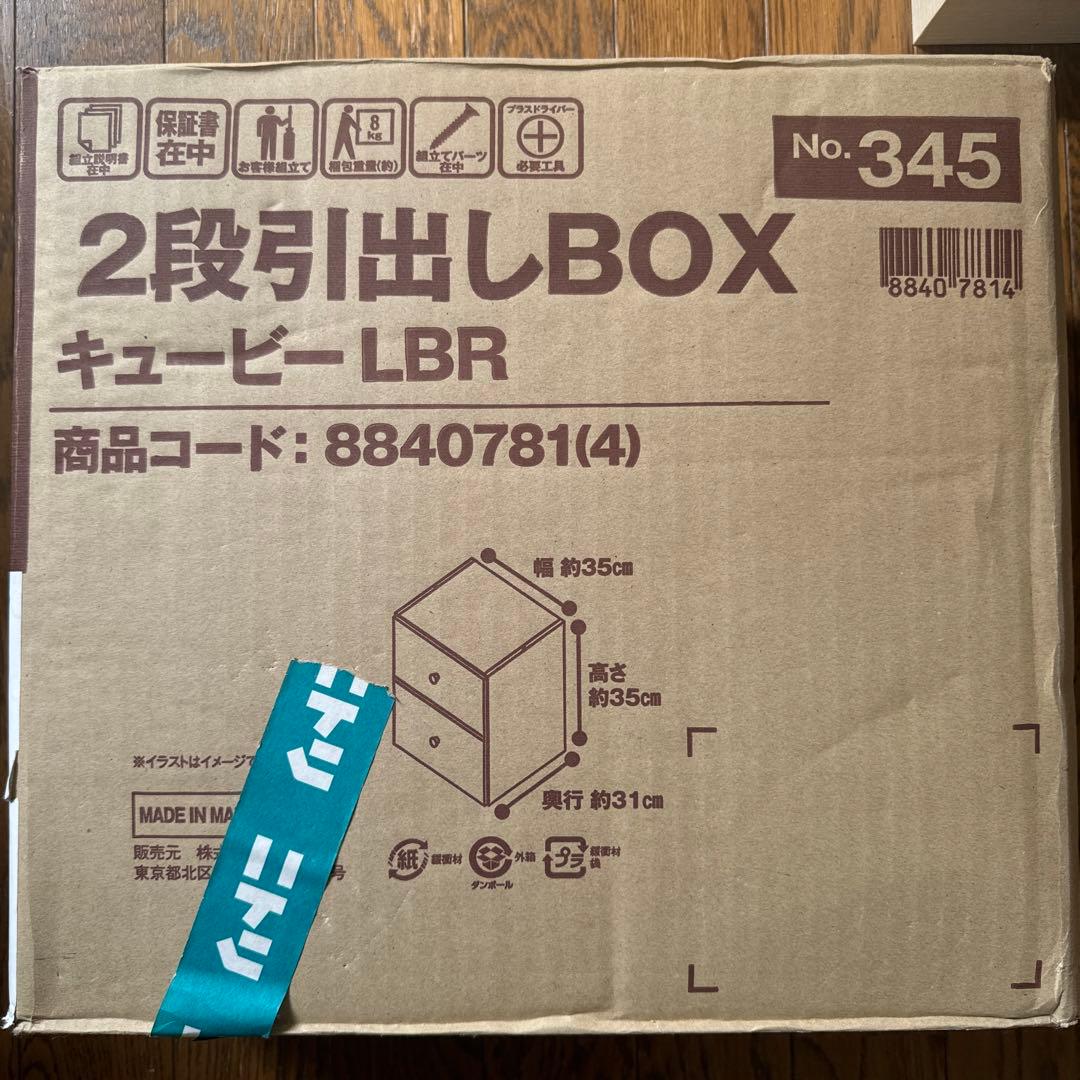 組立説明書
在中
保証書
在中
お客様組立て
8
kg
梱包重量(約)
組立てパーツ
在中
プラスドライバー
必要工具
No. 345
2段引出しBOX
8840 7814
キュービー LBR
商品コード: 8840781(4)
幅 約35cm
高さ
約35cm
奥行 約31cm
※イラストはイメージで
MADE IN MA
販売元 株式
東京都北区
号
ニトリ
ニトリ
紙
緩衝材
外箱
ダンボール
プラ
緩衝材
袋